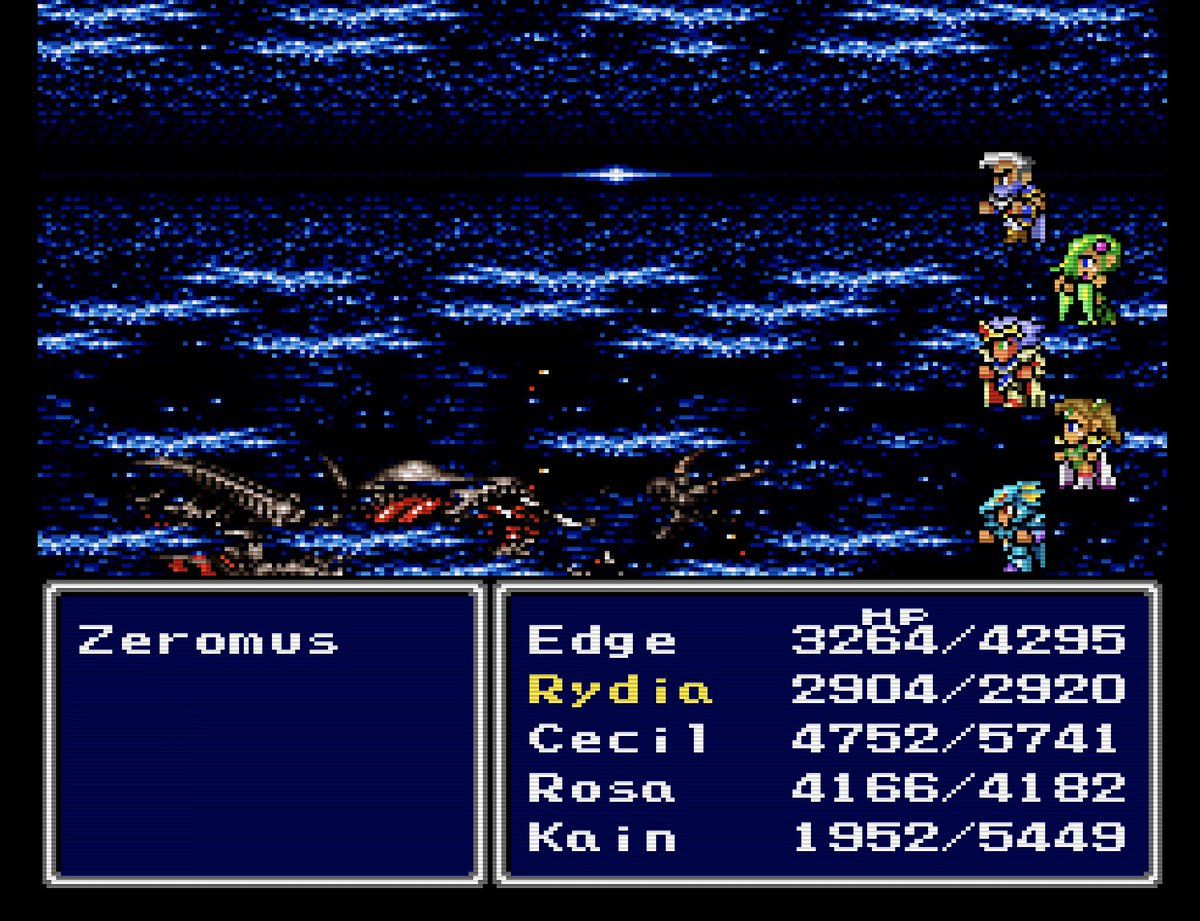 Zeromus
HP
Edge 3264/4295
Rydia 2904/2920
Cecil 4752/5741
Rosa 4166/4182
Kain 1952/5449